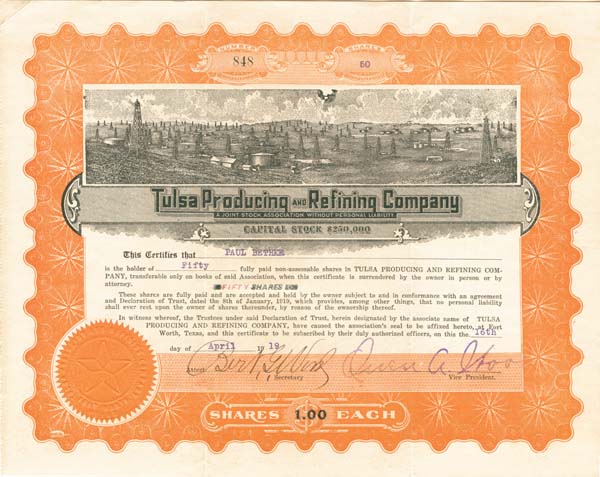 NUMBER SHARES
848 50
Tulsa Producing AND Refining Company
A JOINT STOCK ASSOCIATION WITHOUT PERSONAL LIABILITY
CAPITAL STOCK $250,000
This Certifies that PAUL BETHKE
is the holder of Fifty fully paid non-assessable shares in TULSA PRODUCING AND REFINING COM-
PANY, transferable only on books of said Association, when this certificate is surrendered by the owner in person or by
attorney.
FIFTY SHARES
These shares are fully paid and are accepted and held by the owner subject to and in conformance with an agreement
and Declaration of Trust, dated the 8th of January, 1919, which provides, among other things, that no personal liability
shall ever rest upon the owner of shares thereunder, by reason of the ownership thereof.
In witness whereof, the Trustees under said Declaration of Trust, herein designated by the associate name of TULSA
PRODUCING AND REFINING COMPANY, have caused the association's seal to be affixed hereto, at Fort
Worth, Texas, and this certificate to be subscribed by their duly authorized officers, on this the 16th
day of April 1919
Attest: Secretary Vice President.
SHARES 1.00 EACH